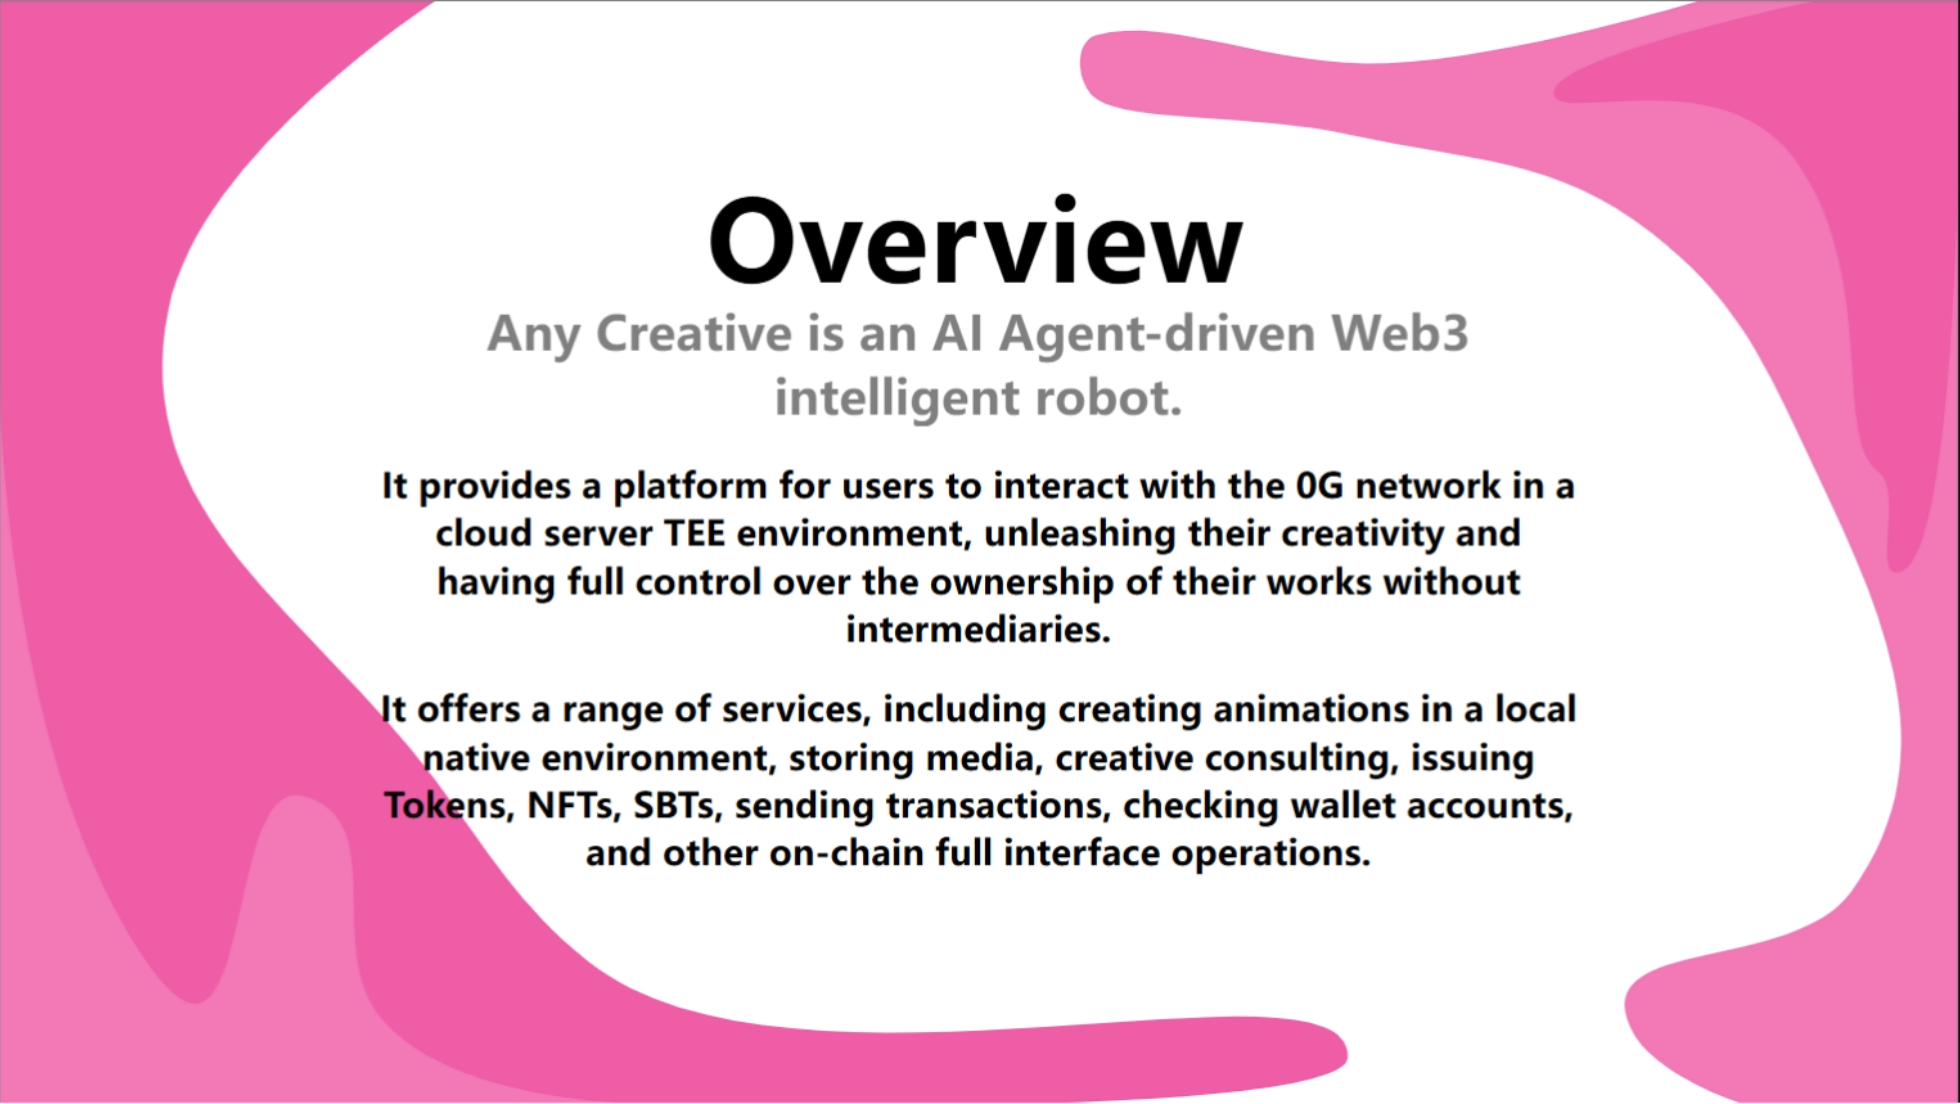 Overview
Any Creative is an AI Agent-driven Web3
intelligent robot.
It provides a platform for users to interact with the 0G network in a
cloud server TEE environment, unleashing their creativity and
having full control over the ownership of their works without
intermediaries.
It offers a range of services, including creating animations in a local
native environment, storing media, creative consulting, issuing
Tokens, NFTs, SBTs, sending transactions, checking wallet accounts,
and other on-chain full interface operations.